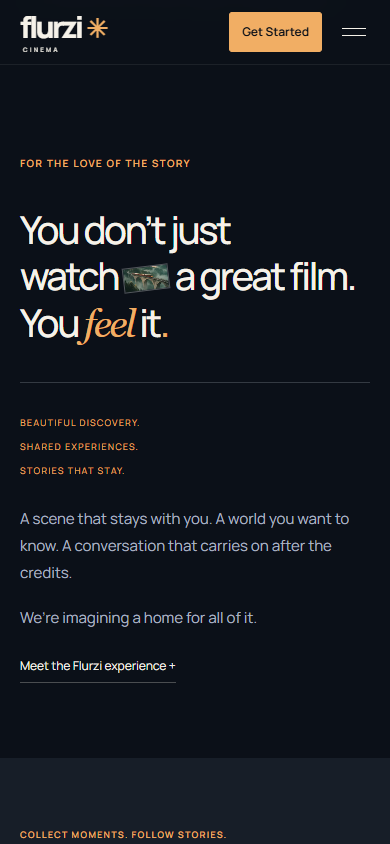 flurzi
CINEMA
Get Started
FOR THE LOVE OF THE STORY
You don’t just
watch a great film.
You feel it.
BEAUTIFUL DISCOVERY.
SHARED EXPERIENCES.
STORIES THAT STAY.
A scene that stays with you. A world you want to
know. A conversation that carries on after the
credits.
We’re imagining a home for all of it.
Meet the Flurzi experience +
COLLECT MOMENTS. FOLLOW STORIES.